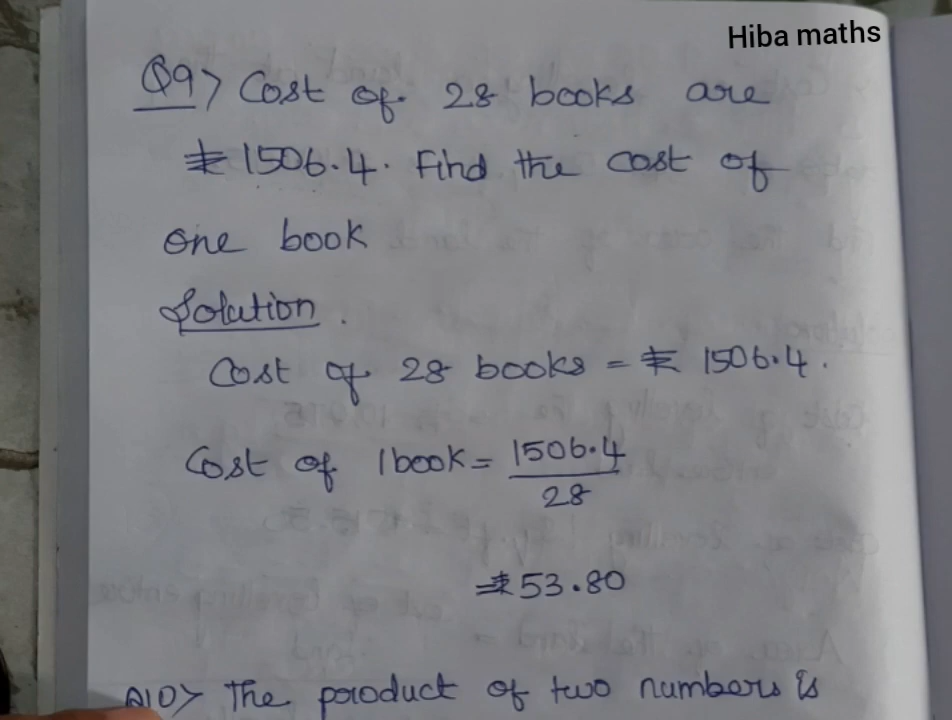 Hiba maths
Q9> Cost of 28 books are
₹ 1506.4. Find the cost of
one book
Solution.
Cost of 28 books = ₹ 1506.4.
Cost of 1book = 1506.4
28
=₹ 53.80
Q10> The product of two numbers is